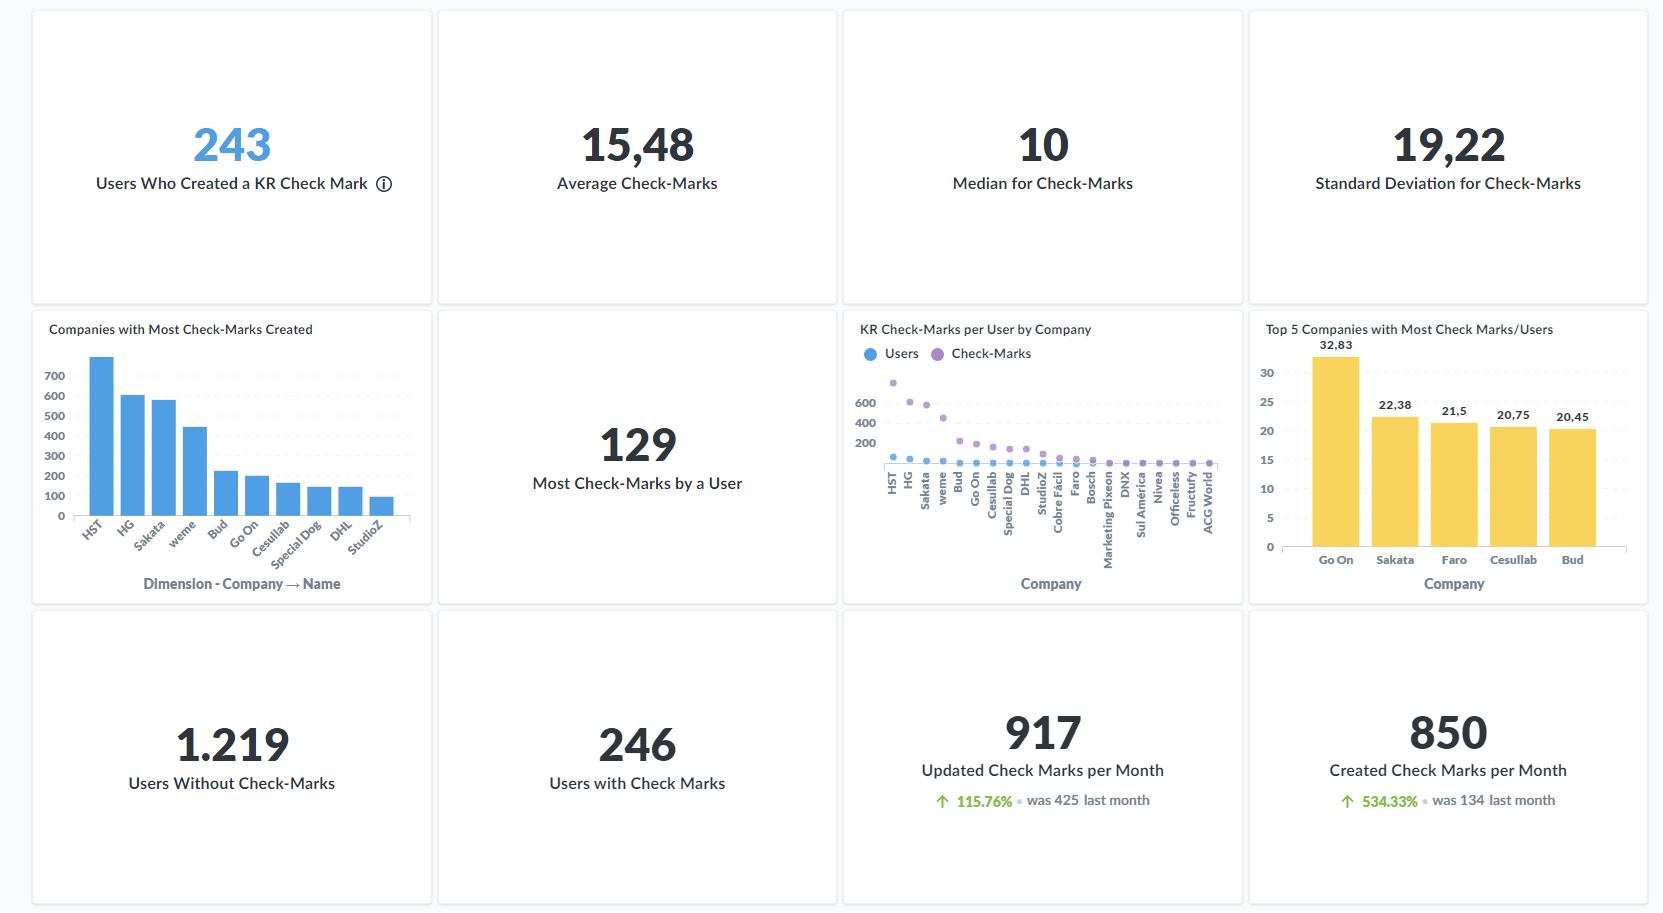 243
Users Who Created a KR Check Mark
15,48
Average Check-Marks
10
Median for Check-Marks
19,22
Standard Deviation for Check-Marks
Companies with Most Check-Marks Created
700
600
500
400
300
200
100
0
HST
HG
Sakata
weme
Bud
Go On
Cesullab
Special Dog
DHL
StudioZ
Dimension - Company → Name
129
Most Check-Marks by a User
KR Check-Marks per User by Company
Users
Check-Marks
600
400
200
HST
HG
Sakata
weme
Bud
Go On
Cesullab
Special Dog
DHL
StudioZ
Cobre Fácil
Faro
Bosch
Marketing Pixeon
DNX
Sul América
Nivea
Officeless
Fructufy
ACG World
Company
Top 5 Companies with Most Check Marks/Users
32,83
22,38
21,5
20,75
20,45
30
25
20
15
10
5
0
Go On
Sakata
Faro
Cesullab
Bud
Company
1.219
Users Without Check-Marks
246
Users with Check Marks
917
Updated Check Marks per Month
↑ 115.76% • was 425 last month
850
Created Check Marks per Month
↑ 534.33% • was 134 last month